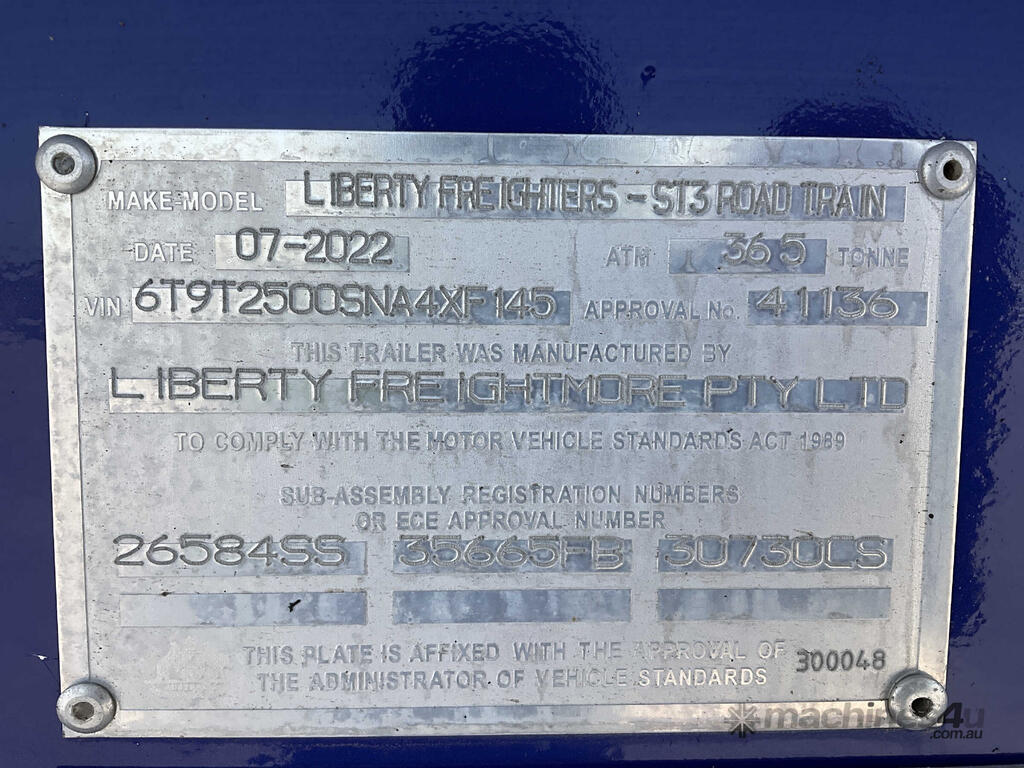 MAKE-MODEL LIBERTY FREIGHTERS - ST3 ROAD TRAIN
DATE 07-2022 ATM 36.5 TONNE
VIN 6T9T2500SNA4XF145 APPROVAL No. 41136
THIS TRAILER WAS MANUFACTURED BY
LIBERTY FREIGHTMORE PTY LTD
TO COMPLY WITH THE MOTOR VEHICLE STANDARDS ACT 1989
SUB-ASSEMBLY REGISTRATION NUMBERS
OR ECE APPROVAL NUMBER
26584SS 35665FB 30730CS
THIS PLATE IS AFFIXED WITH THE APPROVAL OF
THE ADMINISTRATOR OF VEHICLE STANDARDS
300048
machines4u
.com.au